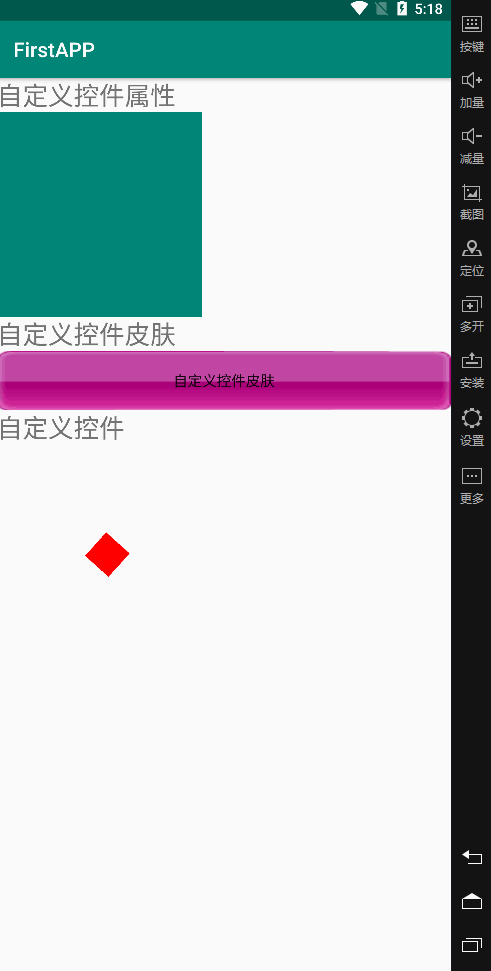 5:18
FirstAPP
自定义控件属性
自定义控件皮肤
自定义控件皮肤
自定义控件
按键
加量
减量
截图
定位
多开
安装
设置
更多